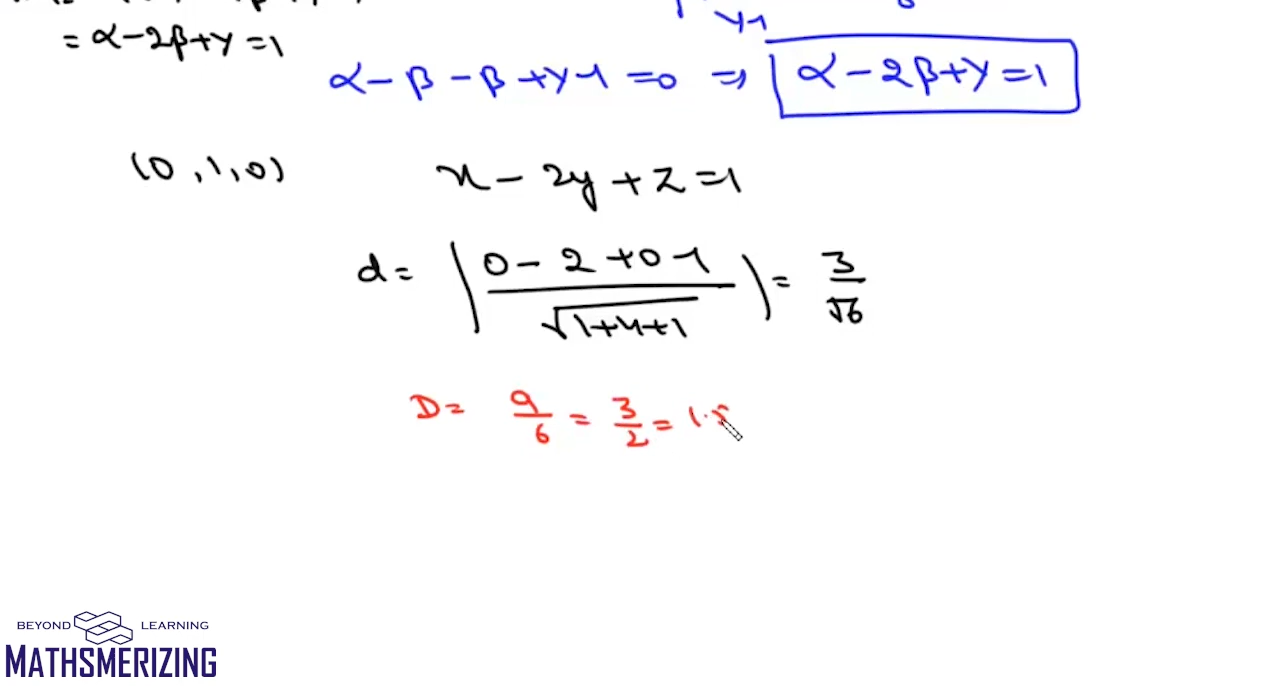 = α - 2β + γ = 1
γ-1
α - β - β + γ - 1 = 0 ⇒ α - 2β + γ = 1
(0, 1, 0) x - 2y + z = 1
d = | (0 - 2 + 0 - 1) / √(1+4+1) | = 3/√6
D = 9/6 = 3/2 = 1.5
BEYOND LEARNING
MATHSMERIZING